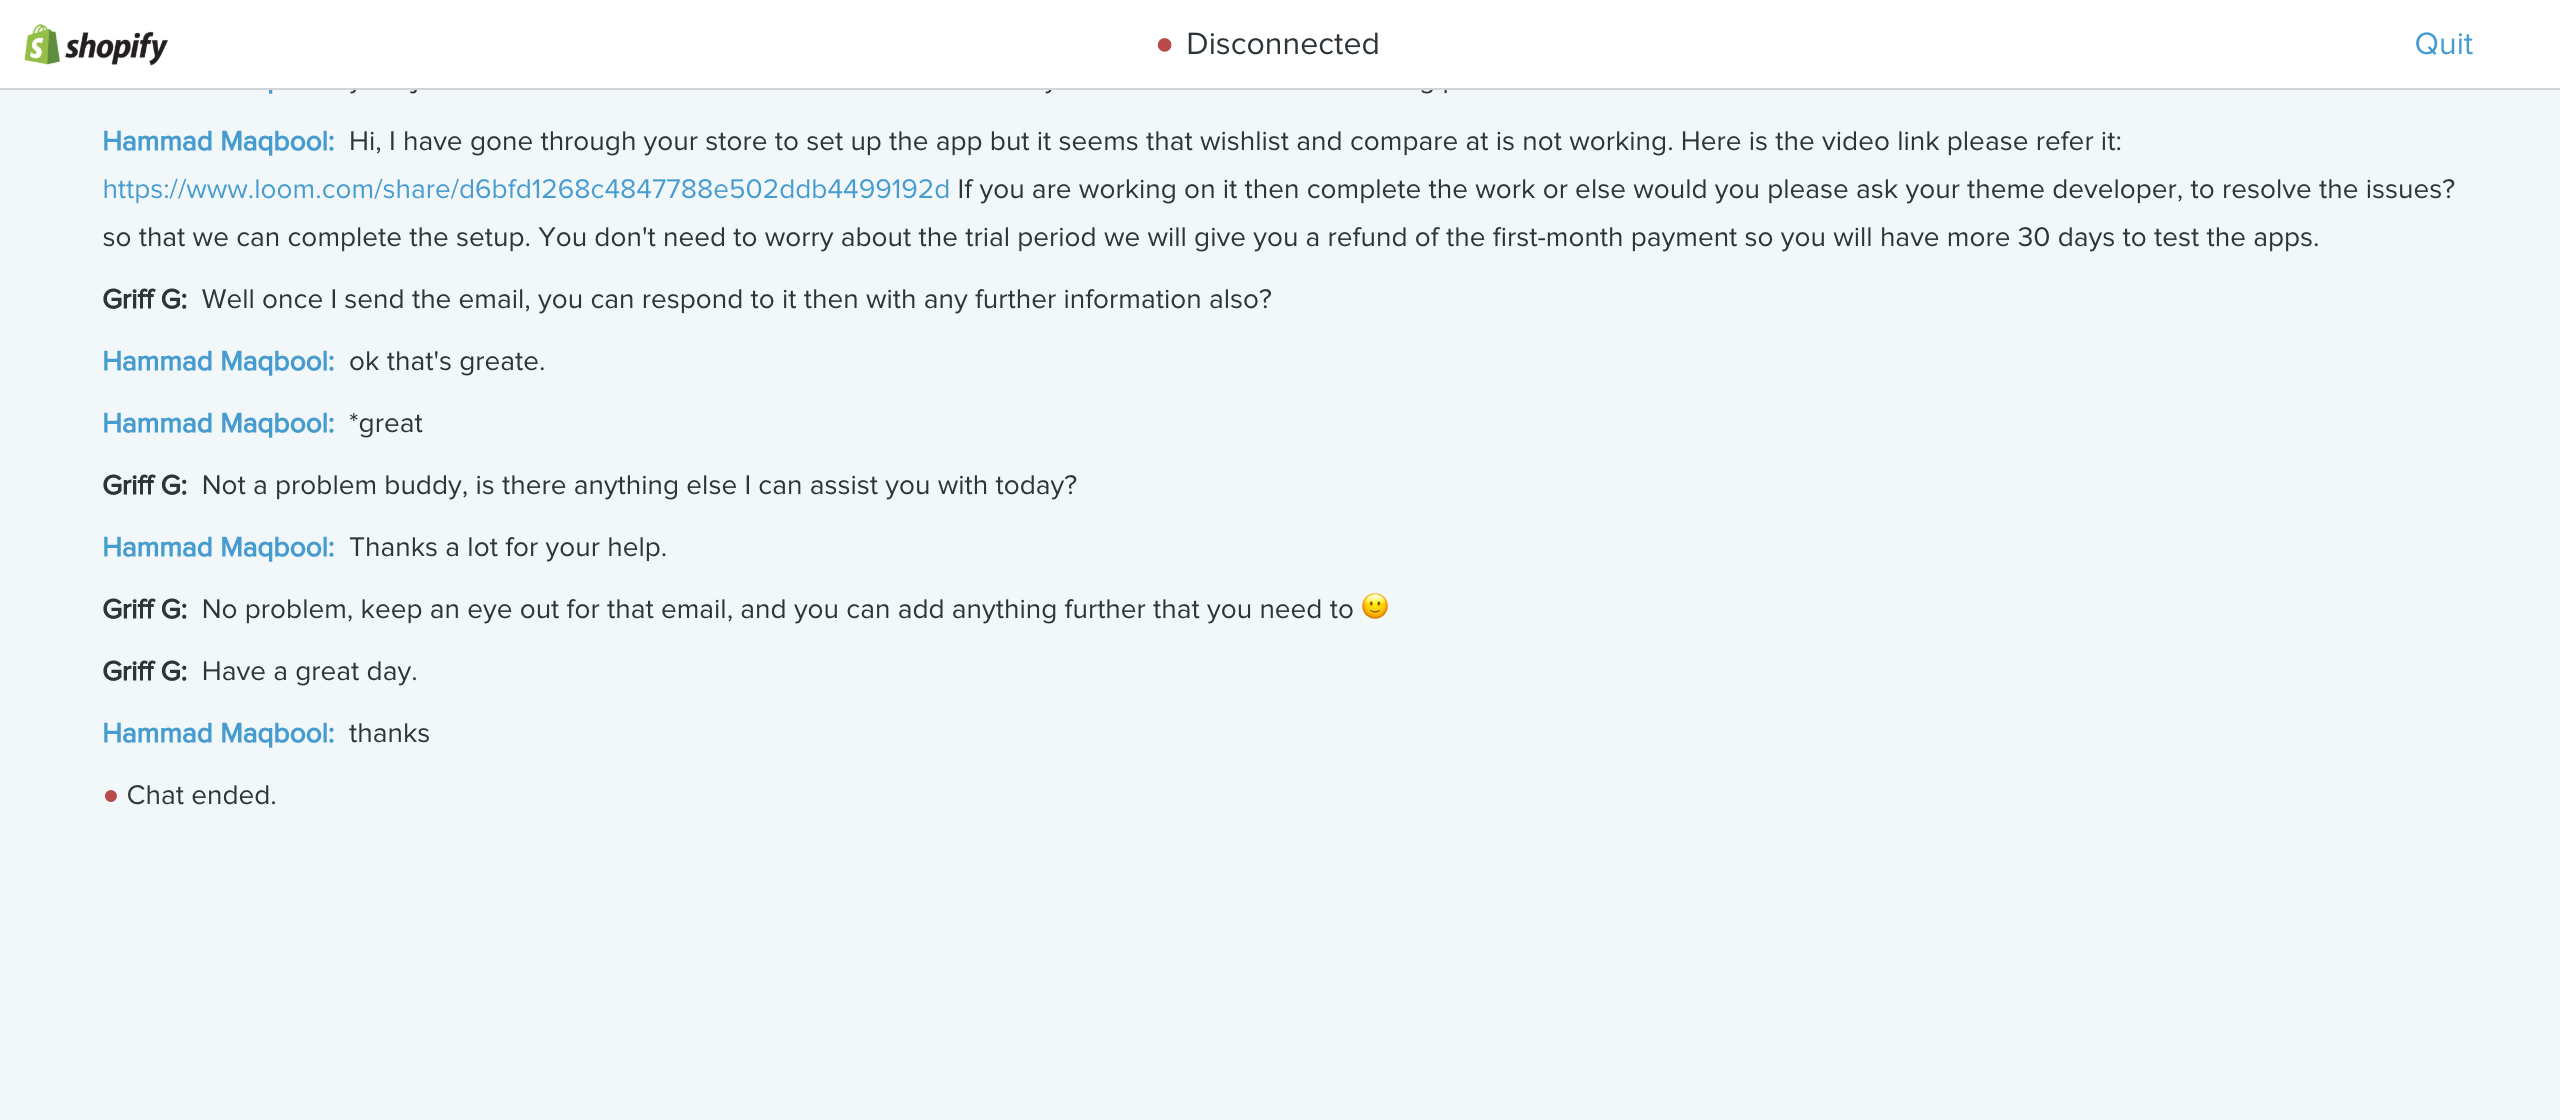 shopify
Disconnected
Quit
Hammad Maqbool: Hi, I have gone through your store to set up the app but it seems that wishlist and compare at is not working. Here is the video link please refer it:
https://www.loom.com/share/d6bfd1268c4847788e502ddb4499192d If you are working on it then complete the work or else would you please ask your theme developer, to resolve the issues?
so that we can complete the setup. You don't need to worry about the trial period we will give you a refund of the first-month payment so you will have more 30 days to test the apps.
Griff G: Well once I send the email, you can respond to it then with any further information also?
Hammad Maqbool: ok that's greate.
Hammad Maqbool: *great
Griff G: Not a problem buddy, is there anything else I can assist you with today?
Hammad Maqbool: Thanks a lot for your help.
Griff G: No problem, keep an eye out for that email, and you can add anything further that you need to 🙂
Griff G: Have a great day.
Hammad Maqbool: thanks
Chat ended.